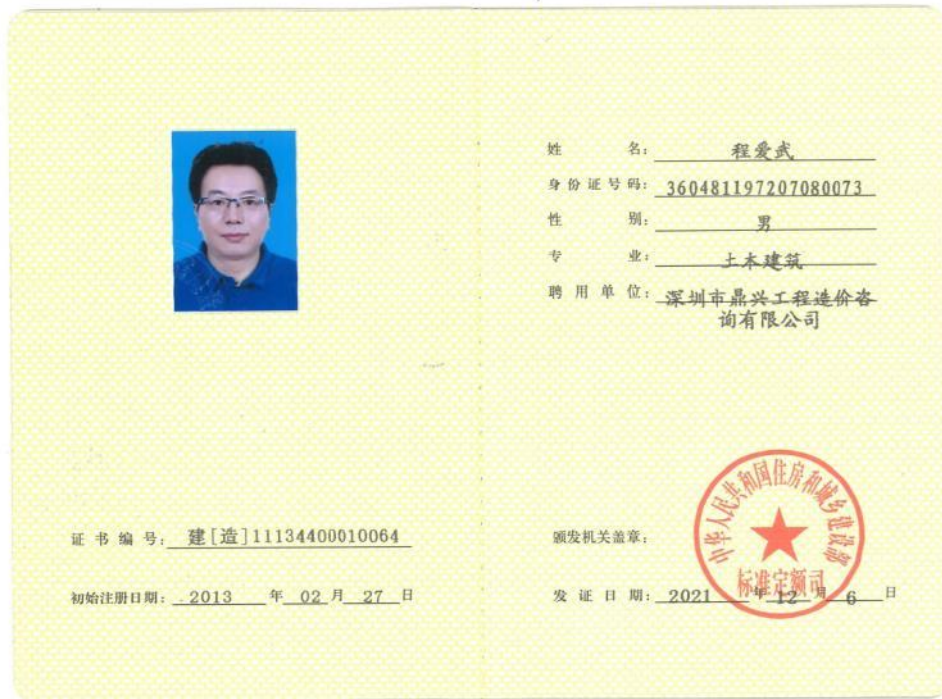 姓 名: 程爱武
身份证号码: 360481197207080073
性 别: 男
专 业: 土木建筑
聘用单位: 深圳市鼎兴工程造价咨
询有限公司
证书编号: 建[造]11134400010064
初始注册日期: 2013 年 02 月 27 日
颁发机关盖章:
中华人民共和国住房和城乡建设部
标准定额司
发证日期: 2021 年 12 月 6 日